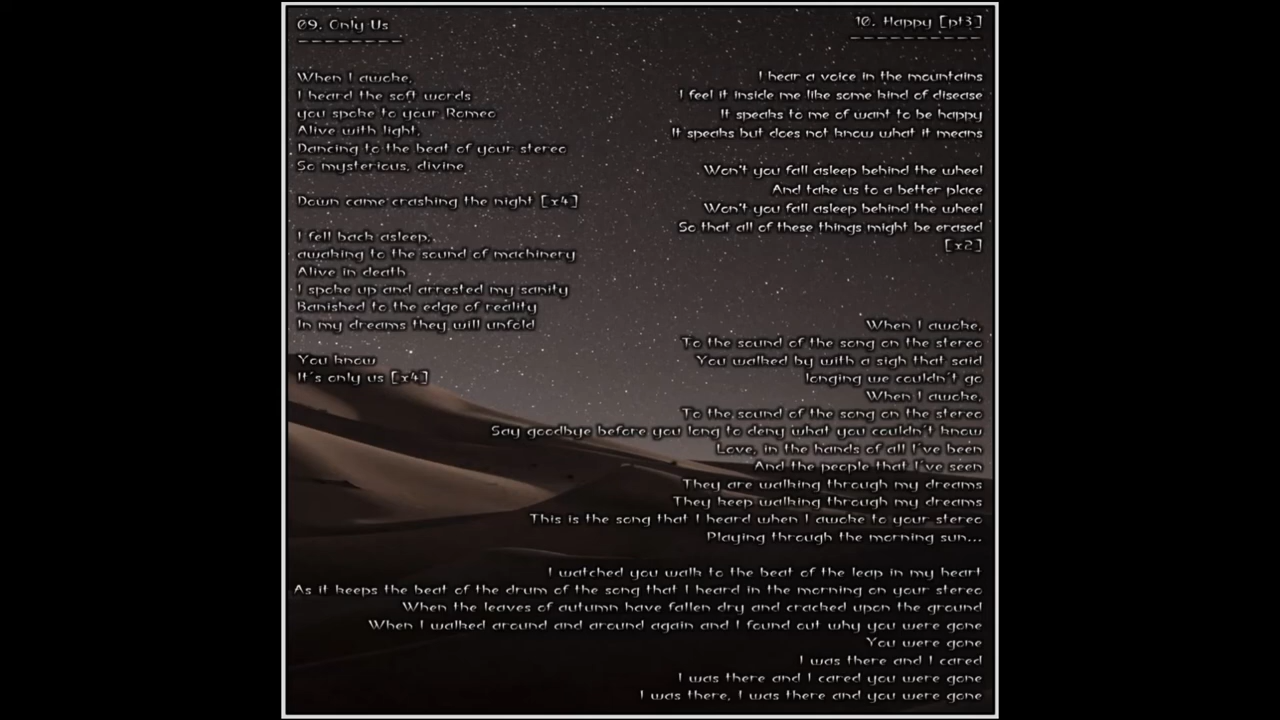 09. Only Us
When I awoke,
I heard the soft words
you spoke to your Romeo
Alive with light,
Dancing to the beat of your stereo
So mysterious, divine,
Down came crashing the night [x4]
I fell back asleep,
awaking to the sound of machinery
Alive in death
I spoke up and arrested my sanity
Banished to the edge of reality
In my dreams they will unfold
You know
It's only us [x4]
10. Happy [pt3]
I hear a voice in the mountains
I feel it inside me like some kind of disease
It speaks to me of want to be happy
It speaks but does not know what it means
Won't you fall asleep behind the wheel
And take us to a better place
Won't you fall asleep behind the wheel
So that all of these things might be erased
[x2]
When I awoke,
To the sound of the song on the stereo
You walked by with a sigh that said
longing we couldn't go
When I awoke,
To the sound of the song on the stereo
Say goodbye before you long to deny what you couldn't know
Love, in the hands of all I've been
And the people that I've seen
They are walking through my dreams
They keep walking through my dreams
This is the song that I heard when I awoke to your stereo
Playing through the morning sun...
I watched you walk to the beat of the leap in my heart
As it keeps the beat of the drum of the song that I heard in the morning on your stereo
When the leaves of autumn have fallen dry and cracked upon the ground
When I walked around and around again and I found out why you were gone
You were gone
I was there and I cared
I was there and I cared you were gone
I was there, I was there and you were gone